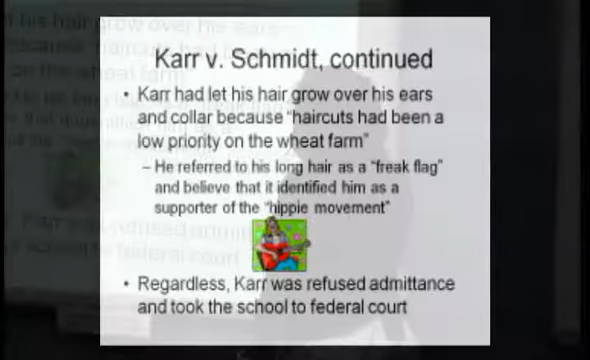 Karr v. Schmidt, continued
• Karr had let his hair grow over his ears
and collar because "haircuts had been a
low priority on the wheat farm"
– He referred to his long hair as a "freak flag"
and believe that it identified him as a
supporter of the "hippie movement"
• Regardless, Karr was refused admittance
and took the school to federal court